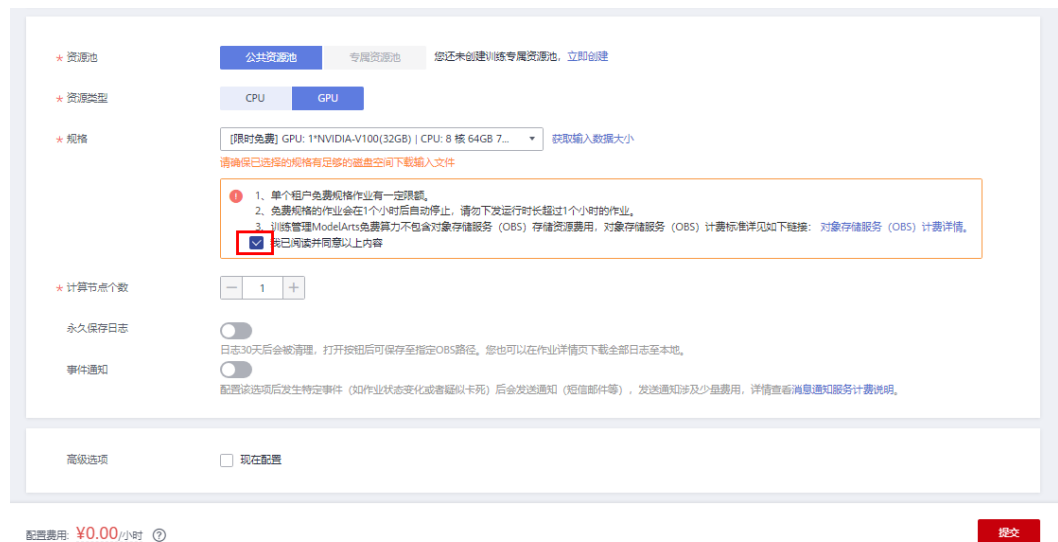 * 资源池 公共资源池 专属资源池 您还未创建训练专属资源池，立即创建
* 资源类型 CPU GPU
* 规格 [限时免费] GPU: 1*NVIDIA-V100(32GB) | CPU: 8 核 64GB 7... 获取输入数据大小
请确保已选择的规格有足够的磁盘空间下载输入文件
1、单个租户免费规格作业有一定限额。
2、免费规格的作业会在1个小时后自动停止，请勿下发运行时长超过1个小时的作业。
3、训练管理ModelArts免费算力不包含对象存储服务（OBS）存储资源费用，对象存储服务（OBS）计费标准详见如下链接： 对象存储服务（OBS）计费详情。
我已阅读并同意以上内容
* 计算节点个数 1
永久保存日志
日志30天后会被清理，打开按钮后可保存至指定OBS路径。您也可以在作业详情页下载全部日志至本地。
事件通知
配置该选项后发生特定事件（如作业状态变化或者疑似卡死）后会发送通知（短信邮件等），发送通知涉及少量费用，详情查看消息通知服务计费说明。
高级选项 现在配置
配置费用: ¥0.00/小时 提交